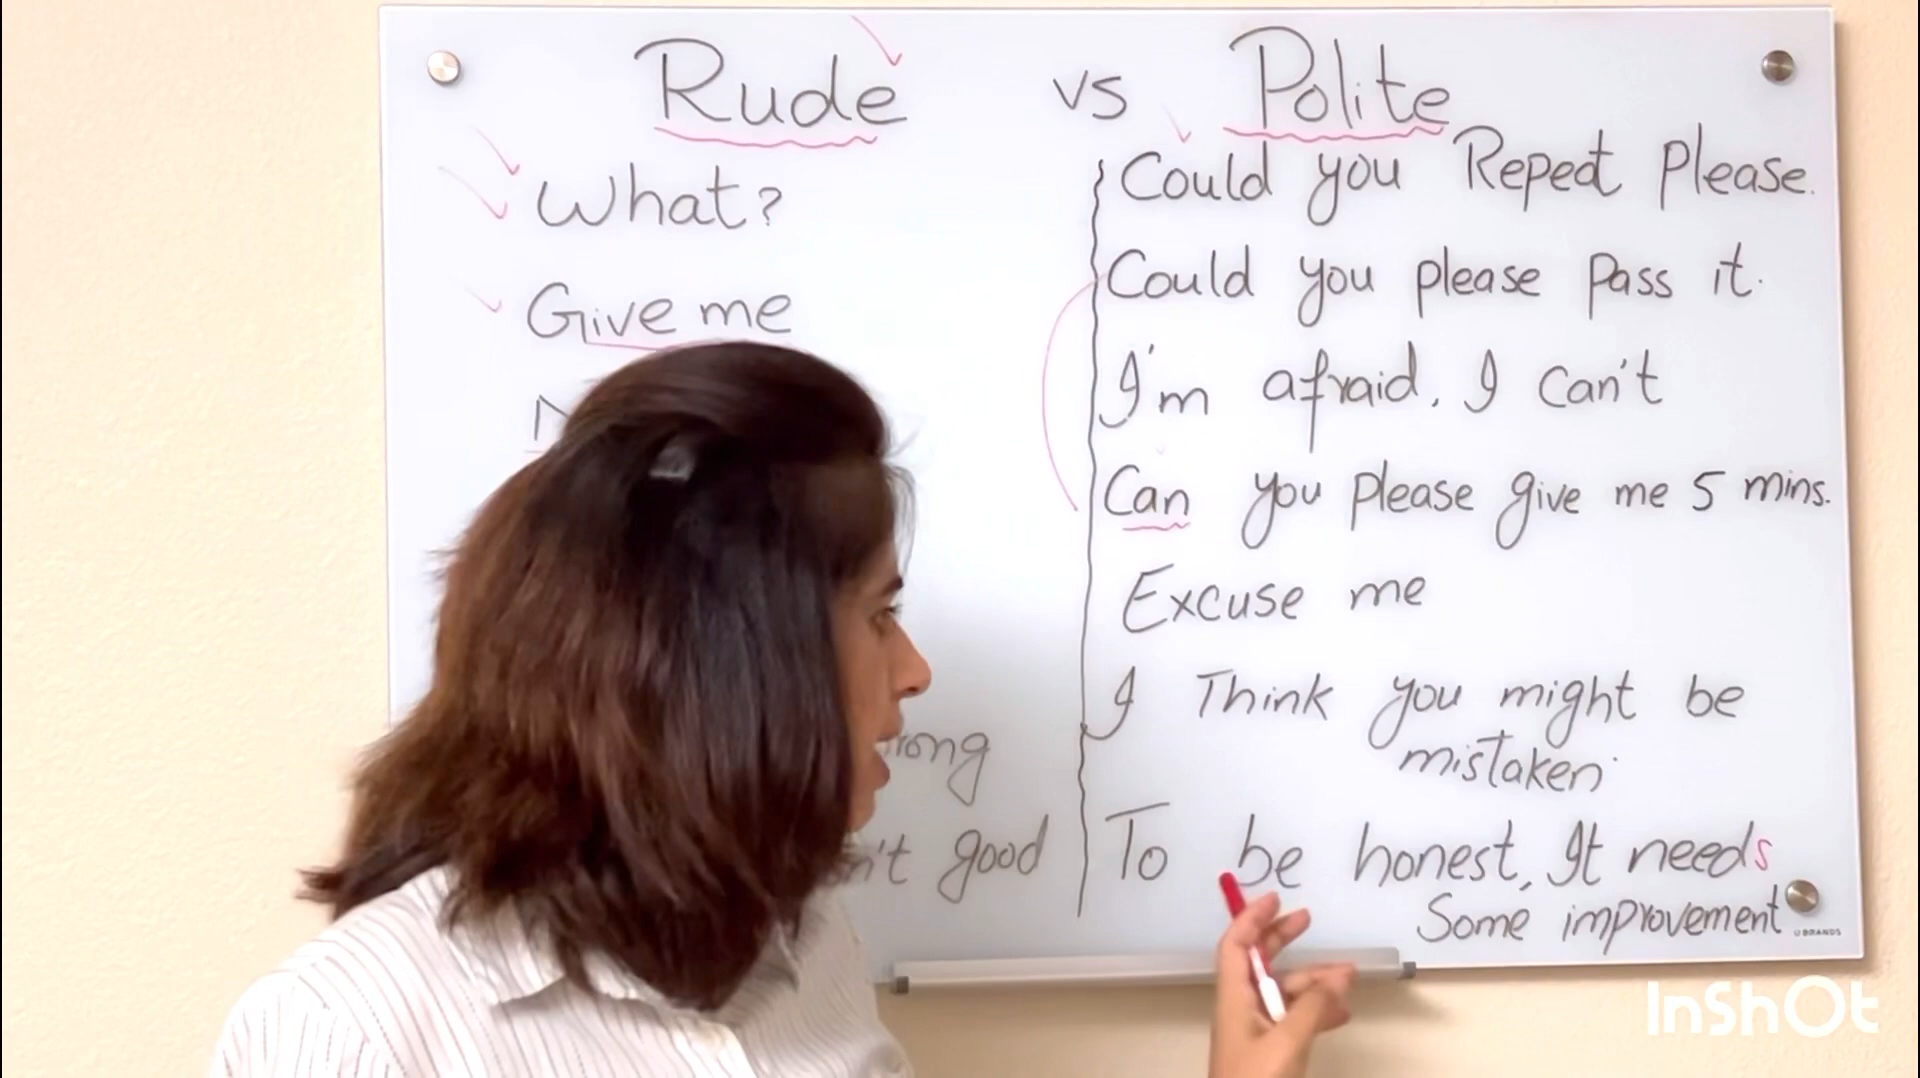 Rude vs Polite
What?
Could you Repeat Please.
Give me
Could you please pass it.
I'm afraid, I can't
Can you please give me 5 mins.
Excuse me
I Think you might be
mistaken.
good
To be honest, It needs
Some improvement
U BRANDS
InShOt